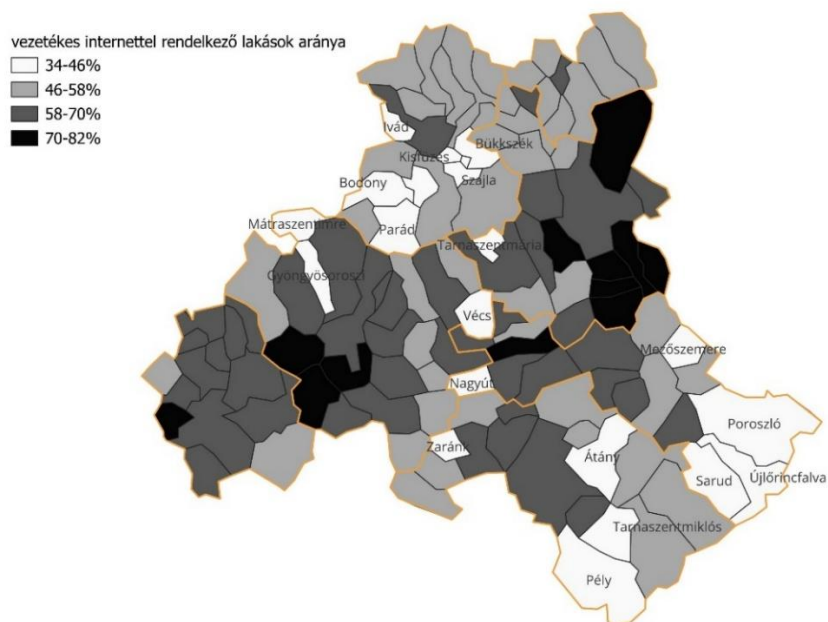 vezetékes internettel rendelkező lakások aránya
34-46%
46-58%
58-70%
70-82%
Ivád
Bükkszék
Kisfüzes
Szajla
Bodony
Mátraszentimre
Parád
Tarnaszentmária
Gyöngyösoroszi
Vécs
Mezőszemere
Nagyút
Poroszló
Zaránk
Átány
Sarud
Újlőrincfalva
Tarnaszentmiklós
Pély